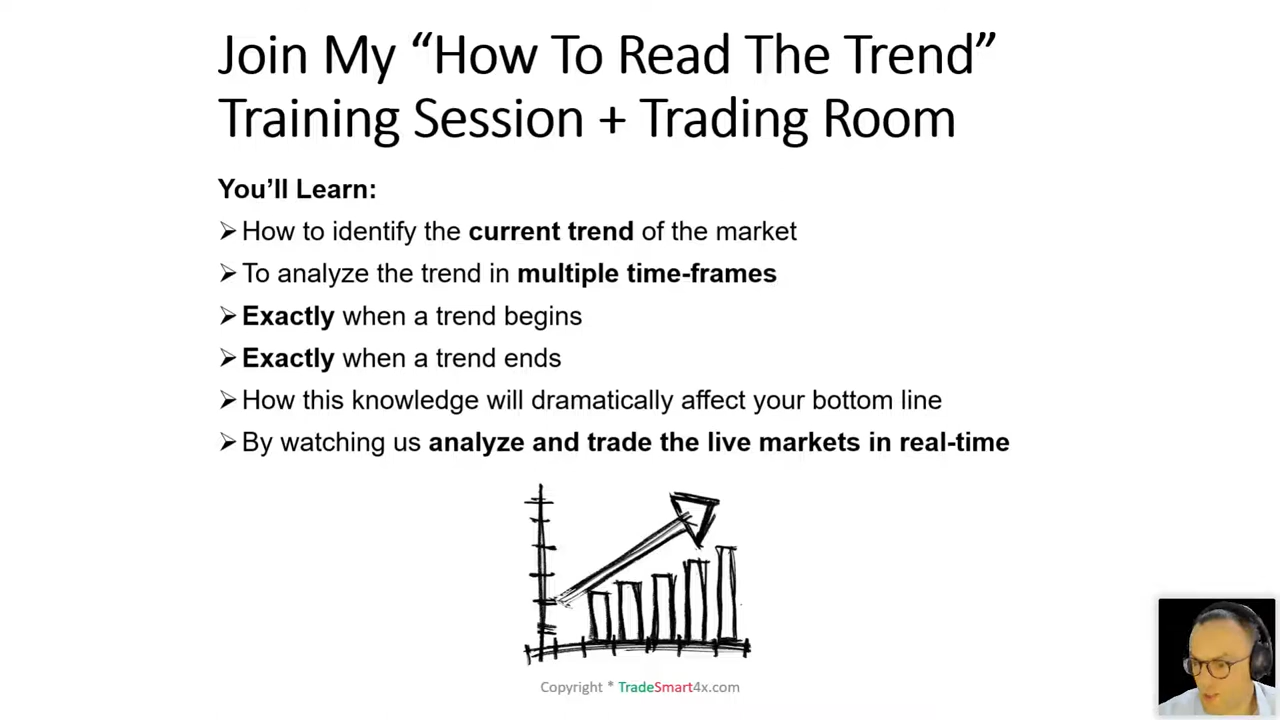 Join My “How To Read The Trend”
Training Session + Trading Room
You’ll Learn:
➢How to identify the current trend of the market
➢To analyze the trend in multiple time-frames
➢Exactly when a trend begins
➢Exactly when a trend ends
➢How this knowledge will dramatically affect your bottom line
➢By watching us analyze and trade the live markets in real-time
Copyright * TradeSmart4x.com